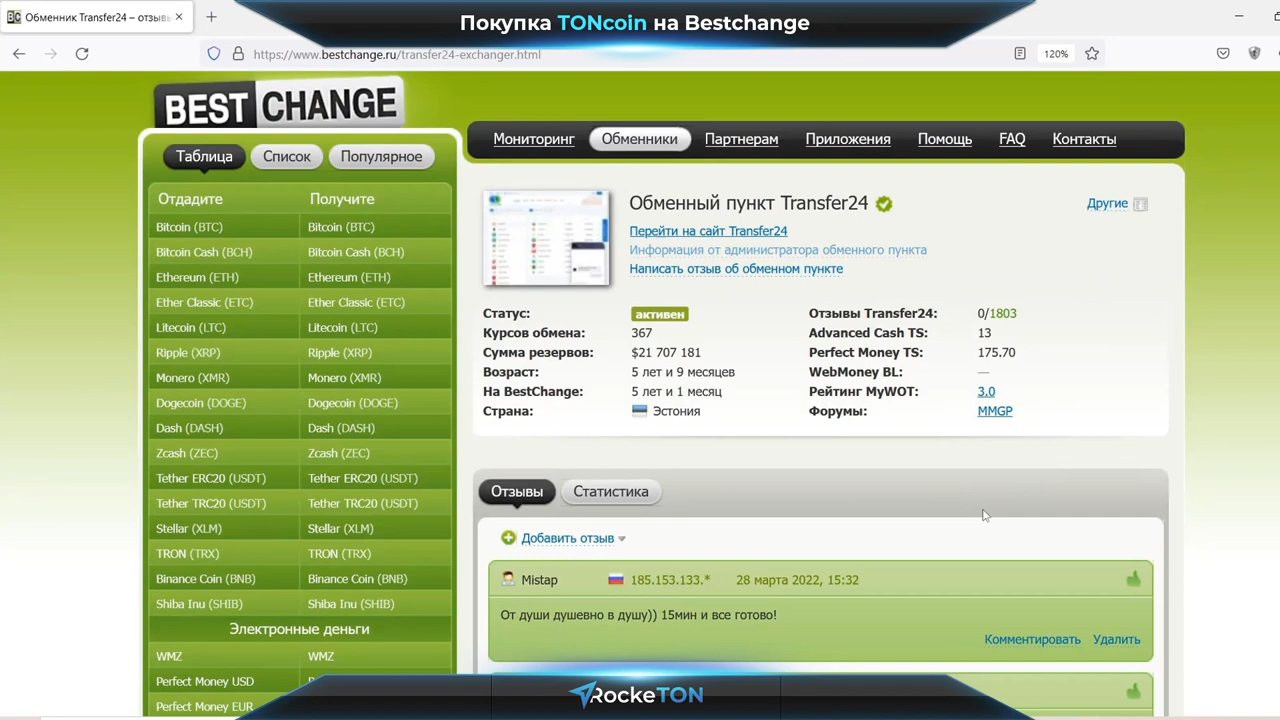 Обменник Transfer24 – отзывы
Покупка TONcoin на Bestchange
https://www.bestchange.ru/transfer24-exchanger.html
120%
BEST CHANGE
Мониторинг Обменники Партнерам Приложения Помощь FAQ Контакты
Таблица Список Популярное
Отдадите Получите
Bitcoin (BTC) Bitcoin (BTC)
Bitcoin Cash (BCH) Bitcoin Cash (BCH)
Ethereum (ETH) Ethereum (ETH)
Ether Classic (ETC) Ether Classic (ETC)
Litecoin (LTC) Litecoin (LTC)
Ripple (XRP) Ripple (XRP)
Monero (XMR) Monero (XMR)
Dogecoin (DOGE) Dogecoin (DOGE)
Dash (DASH) Dash (DASH)
Zcash (ZEC) Zcash (ZEC)
Tether ERC20 (USDT) Tether ERC20 (USDT)
Tether TRC20 (USDT) Tether TRC20 (USDT)
Stellar (XLM) Stellar (XLM)
TRON (TRX) TRON (TRX)
Binance Coin (BNB) Binance Coin (BNB)
Shiba Inu (SHIB) Shiba Inu (SHIB)
Электронные деньги
WMZ WMZ
Perfect Money USD
Perfect Money EUR
Обменный пункт Transfer24
Другие
Перейти на сайт Transfer24
Информация от администратора обменного пункта
Написать отзыв об обменном пункте
Статус: активен
Курсов обмена: 367
Сумма резервов: $21 707 181
Возраст: 5 лет и 9 месяцев
На BestChange: 5 лет и 1 месяц
Страна: Эстония
Отзывы Transfer24: 0/1803
Advanced Cash TS: 13
Perfect Money TS: 175.70
WebMoney BL: —
Рейтинг MyWOT: 3.0
Форумы: MMGP
Отзывы Статистика
Добавить отзыв
Mistap 185.153.133.* 28 марта 2022, 15:32
От души душевно в душу)) 15мин и все готово!
Комментировать Удалить
RockeTON